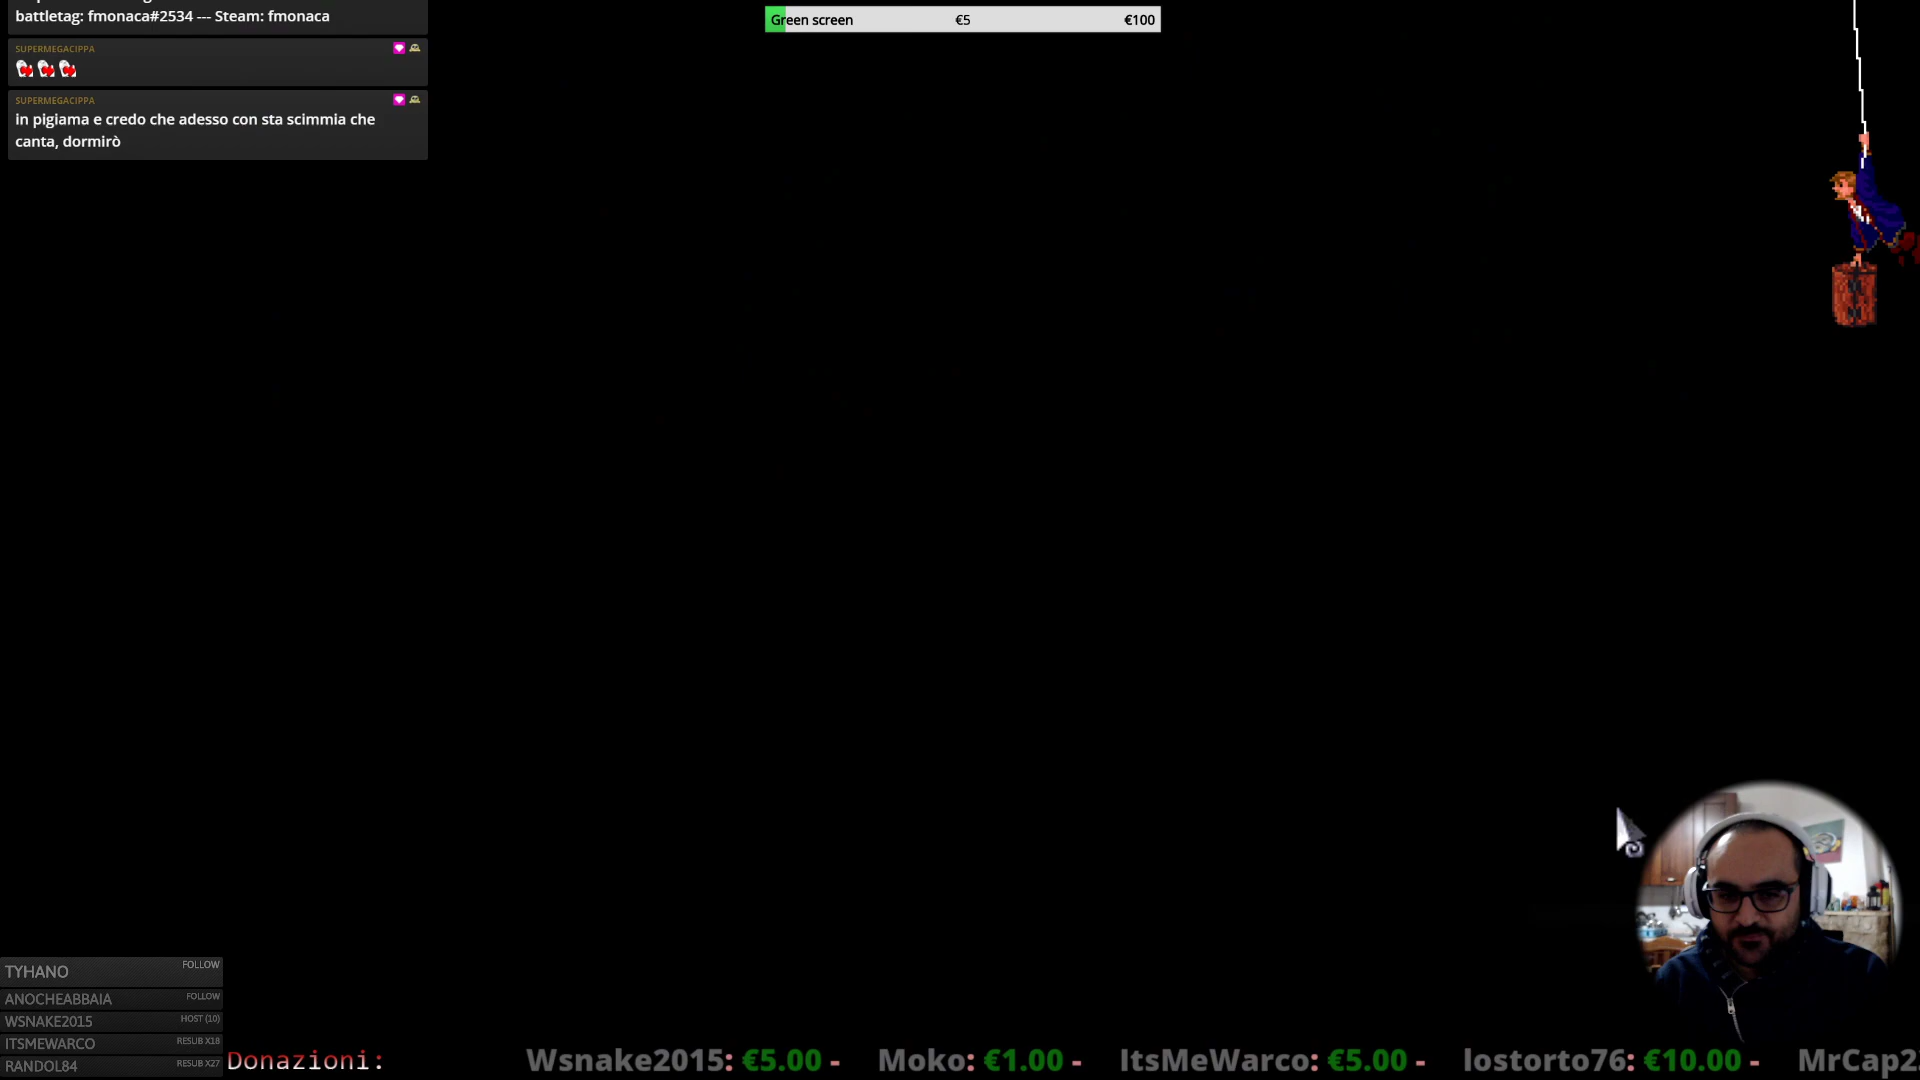 battletag: fmonaca#2534 --- Steam: fmonaca
SUPERMEGACIPPA
SUPERMEGACIPPA
in pigiama e credo che adesso con sta scimmia che
canta, dormirò
Green screen €5 €100
TYHANO FOLLOW
ANOCHEABBAIA FOLLOW
WSNAKE2015 HOST (10)
ITSMEWARCO RESUB X18
RANDOL84 RESUB X27
Donazioni: Wsnake2015: €5.00 - Moko: €1.00 - ItsMeWarco: €5.00 - lostorto76: €10.00 - MrCap2